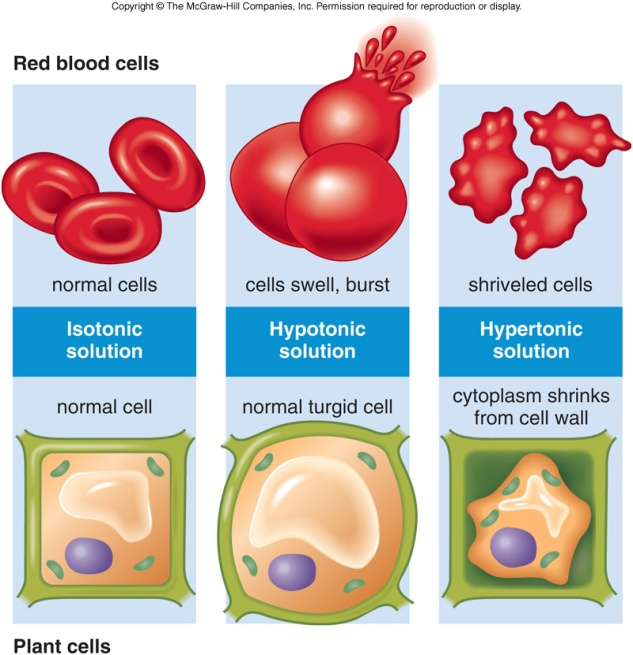 Copyright © The McGraw-Hill Companies, Inc. Permission required for reproduction or display.
Red blood cells
normal cells
cells swell, burst
shriveled cells
Isotonic
solution
Hypotonic
solution
Hypertonic
solution
normal cell
normal turgid cell
cytoplasm shrinks
from cell wall
Plant cells